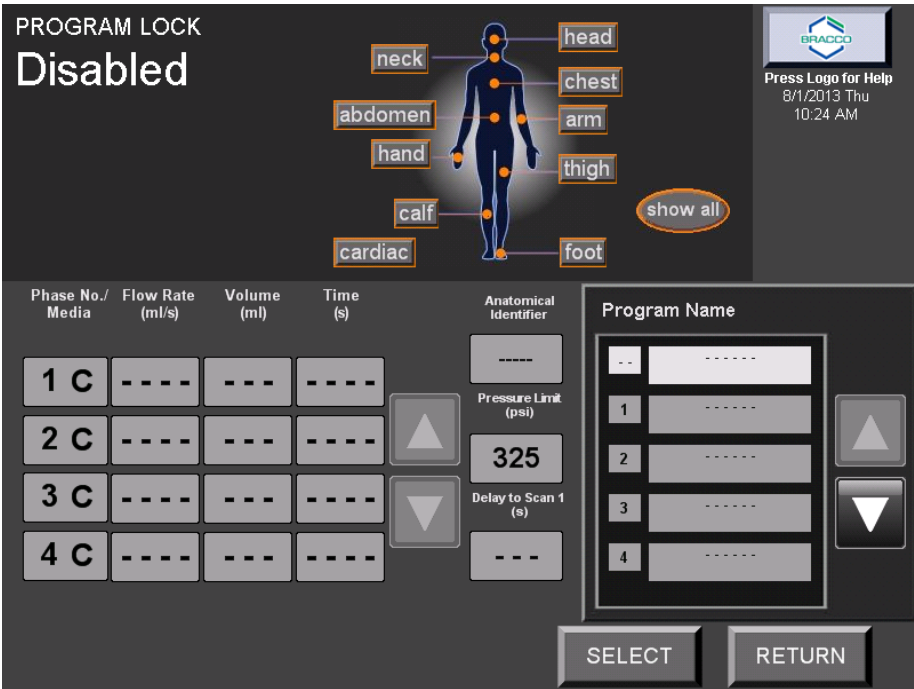 PROGRAM LOCK
Disabled
head
neck
chest
abdomen
arm
hand
thigh
calf
show all
cardiac
foot
BRACCO
Press Logo for Help
8/1/2013 Thu
10:24 AM
Phase No./ Flow Rate Volume Time
Media (ml/s) (ml) (s)
1 C - - - - - - - - - - -
2 C - - - - - - - - - - -
3 C - - - - - - - - - - -
4 C - - - - - - - - - - -
Anatomical
Identifier
-----
Pressure Limit
(psi)
325
Delay to Scan 1
(s)
- - -
Program Name
- - - - - - - -
1 - - - - - -
2 - - - - - -
3 - - - - - -
4 - - - - - -
SELECT RETURN